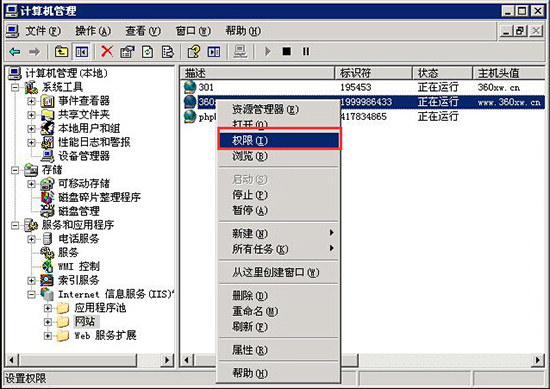 计算机管理
文件(F) 操作(A) 查看(V) 窗口(W) 帮助(H)
计算机管理(本地)
系统工具
事件查看器
共享文件夹
本地用户和组
性能日志和警报
设备管理器
存储
可移动存储
磁盘碎片整理程序
磁盘管理
服务和应用程序
电话服务
服务
WMI 控制
索引服务
Internet 信息服务(IIS)
应用程序池
网站
Web 服务扩展
描述 标识符 状态 主机头值
301 195453 正在运行 360xw.cn
360 1999986433 正在运行 www.360xw.cn
php 417834865 正在运行
资源管理器(E)
打开(O)
权限(I)
浏览(B)
启动(S)
停止(P)
暂停(A)
新建(N)
所有任务(K)
从这里创建窗口(W)
删除(D)
重命名(M)
刷新(F)
属性(R)
帮助(H)
设置权限